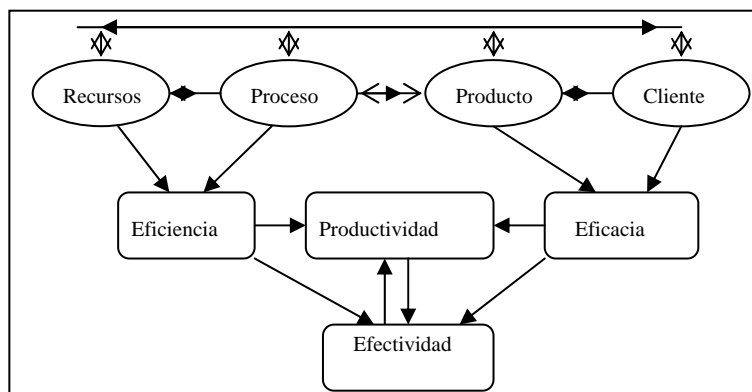 Recursos
Proceso
Producto
Cliente
Eficiencia
Productividad
Eficacia
Efectividad